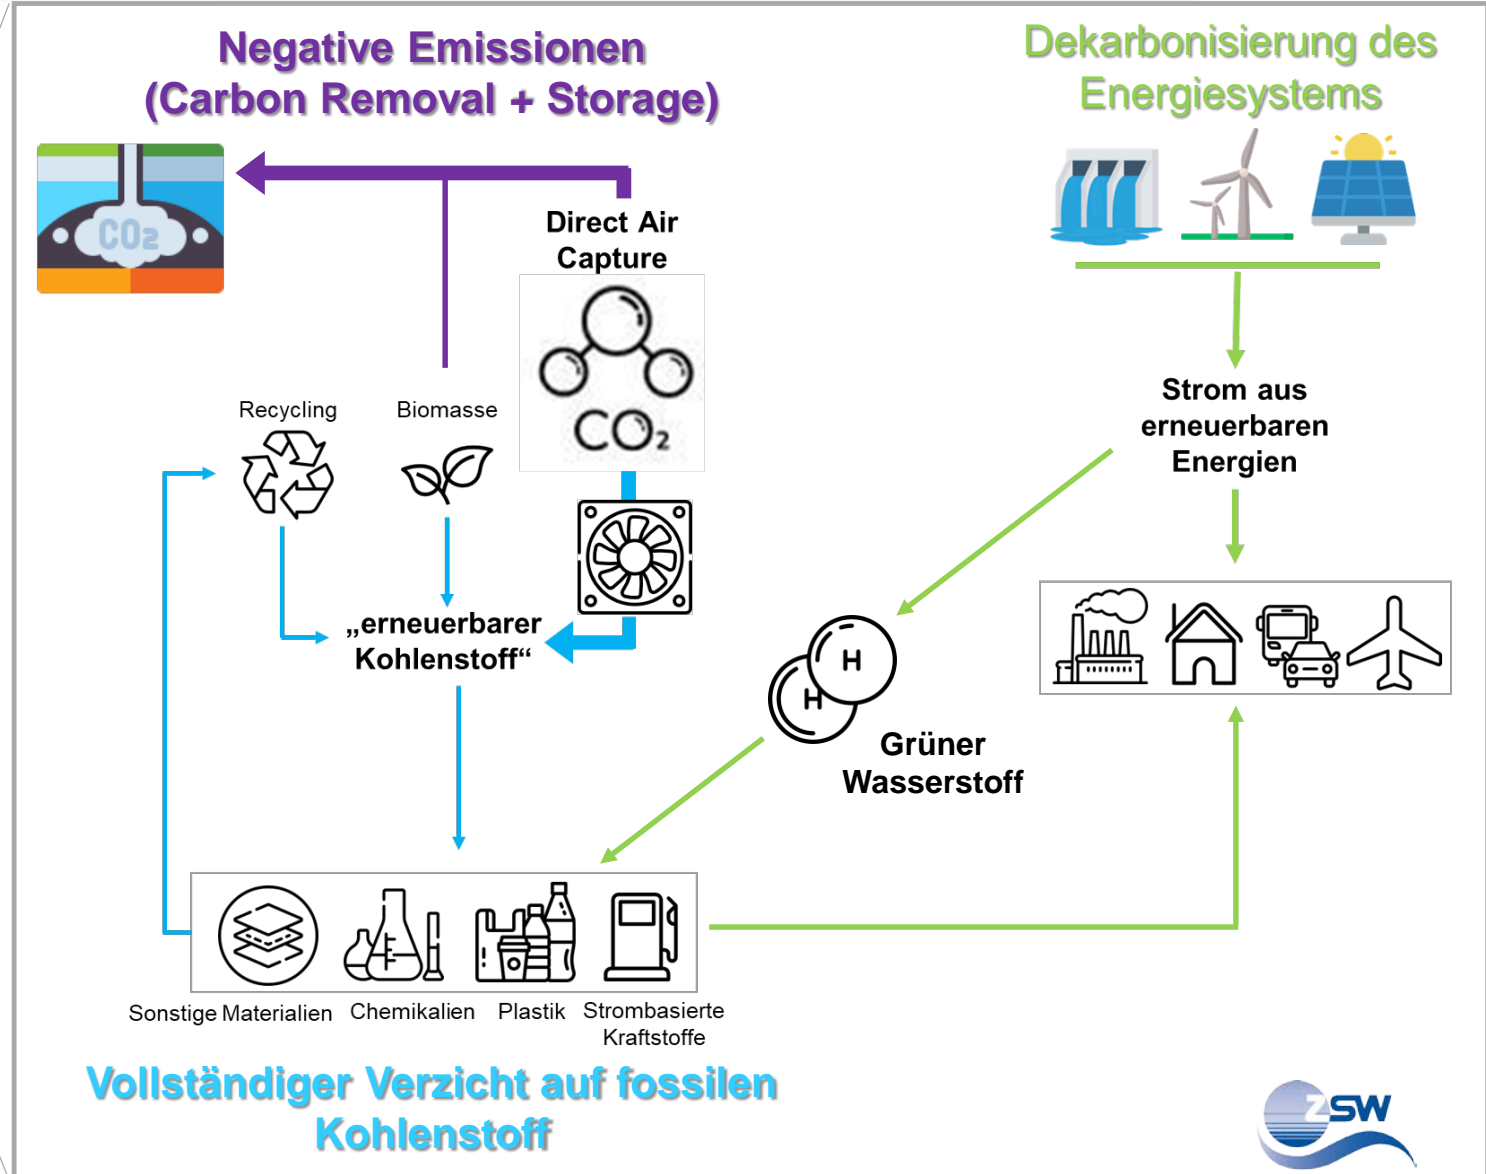 Negative Emissionen
(Carbon Removal + Storage)
Dekarbonisierung des
Energiesystems
CO₂
Direct Air
Capture
CO₂
Recycling
Biomasse
Strom aus
erneuerbaren
Energien
„erneuerbarer
Kohlenstoff“
H
H
Grüner
Wasserstoff
Sonstige Materialien
Chemikalien
Plastik
Strombasierte
Kraftstoffe
Vollständiger Verzicht auf fossilen
Kohlenstoff
ZSW